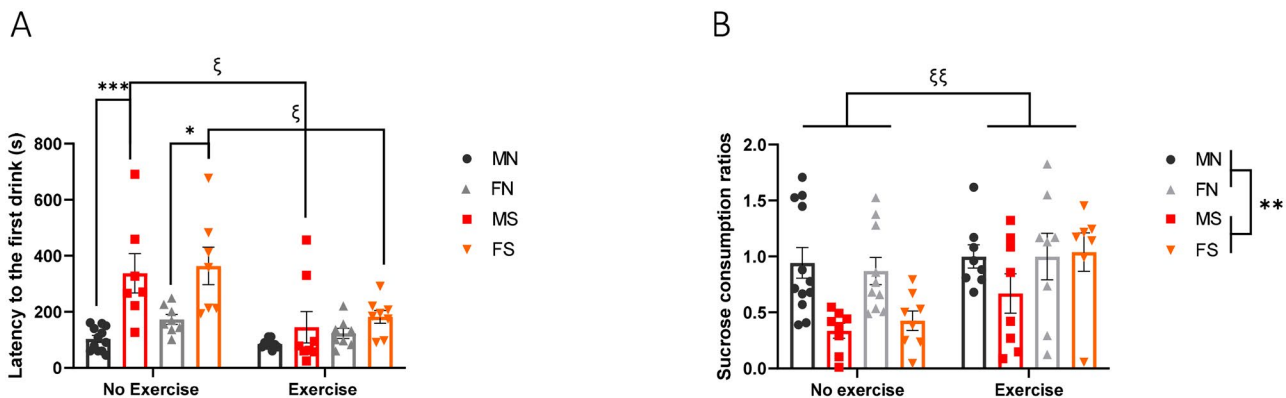 A
ξ
***
*
ξ
Latency to the first drink (s)
800
600
400
200
0
No Exercise
Exercise
MN
FN
MS
FS
B
ξξ
Sucrose consumption ratios
2.0
1.5
1.0
0.5
0.0
No exercise
Exercise
MN
FN
MS
FS
**